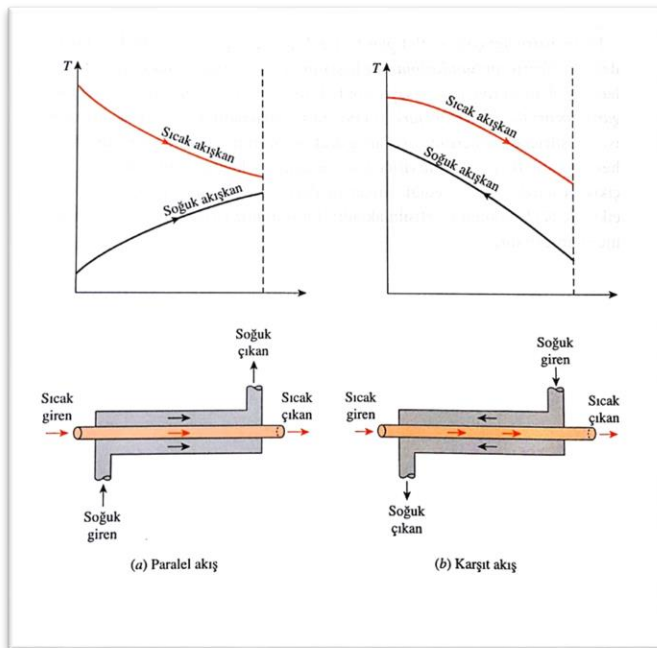 T
Sıcak akışkan
Soğuk akışkan
T
Sıcak akışkan
Soğuk akışkan
Soğuk
çıkan
Sıcak
giren
Sıcak
çıkan
Soğuk
giren
(a) Paralel akış
Soğuk
giren
Sıcak
giren
Sıcak
çıkan
Soğuk
çıkan
(b) Karşıt akış